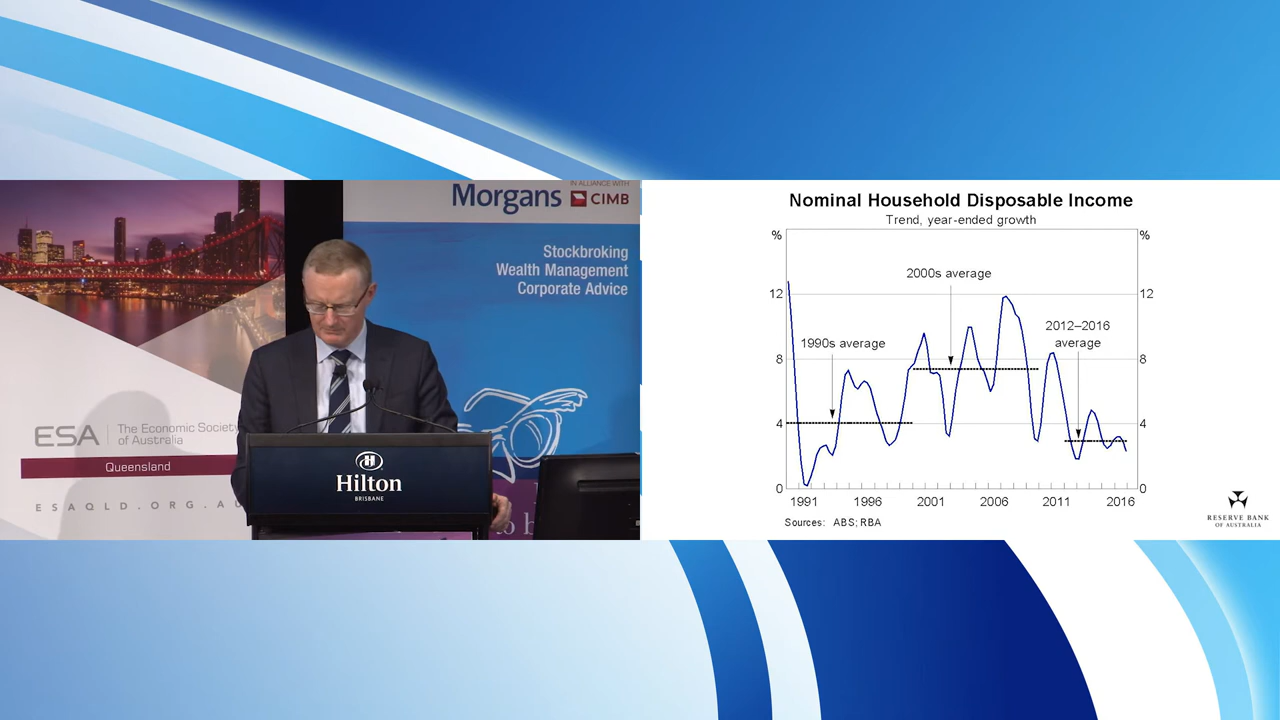 Morgans
IN ALLIANCE WITH
CIMB
Stockbroking
Wealth Management
Corporate Advice
ESA
The Economic Society
of Australia
Queensland
ESAQLD.ORG.AU
Hilton
BRISBANE
to b
Nominal Household Disposable Income
Trend, year-ended growth
% %
2000s average
12 12
2012–2016
average
1990s average
8 8
4 4
0 0
1991 1996 2001 2006 2011 2016
Sources: ABS; RBA
RESERVE BANK
OF AUSTRALIA